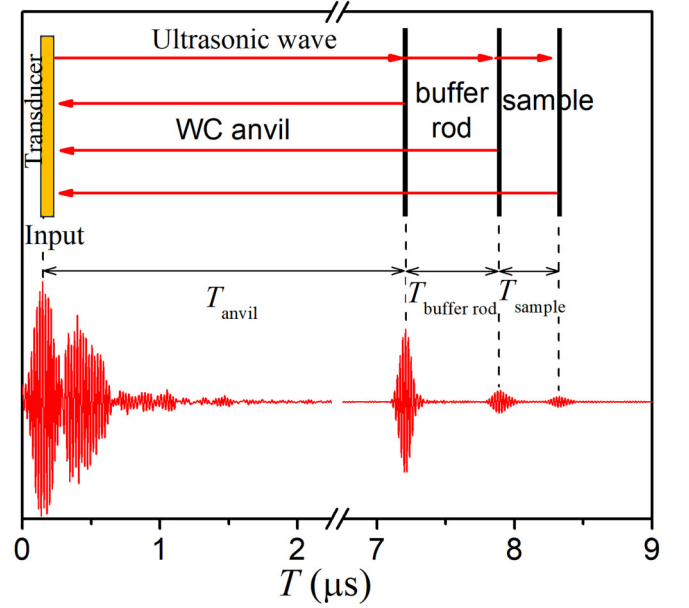 Ultrasonic wave
Transducer
buffer
rod
sample
WC anvil
Input
T anvil
T buffer rod
T sample
0 1 2 7 8 9
T (μs)